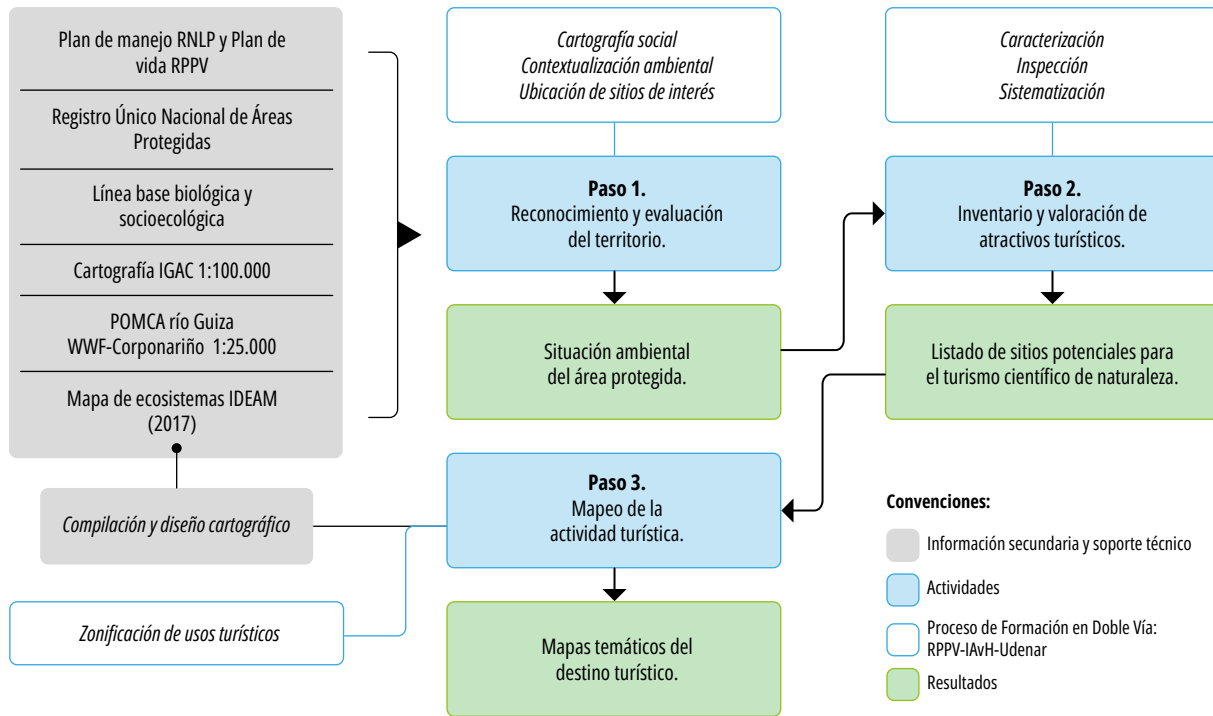 Plan de manejo RNLP y Plan de
vida RPPV
Registro Único Nacional de Áreas
Protegidas
Línea base biológica y
socioecológica
Cartografía IGAC 1:100.000
POMCA río Guiza
WWF-Corponariño 1:25.000
Mapa de ecosistemas IDEAM
(2017)
Compilación y diseño cartográfico
Zonificación de usos turísticos
Cartografía social
Contextualización ambiental
Ubicación de sitios de interés
Paso 1.
Reconocimiento y evaluación
del territorio.
Situación ambiental
del área protegida.
Caracterización
Inspección
Sistematización
Paso 2.
Inventario y valoración de
atractivos turísticos.
Listado de sitios potenciales para
el turismo científico de naturaleza.
Paso 3.
Mapeo de la
actividad turística.
Mapas temáticos del
destino turístico.
Convenciones:
Información secundaria y soporte técnico
Actividades
Proceso de Formación en Doble Vía:
RPPV-IAvH-Udenar
Resultados